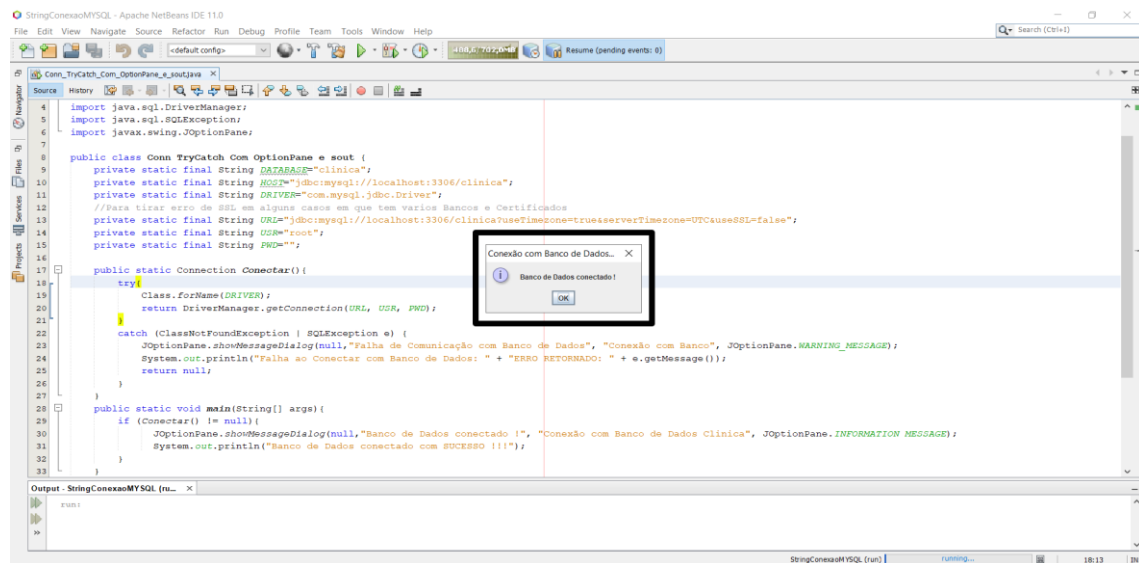 StringConexaoMYSQL - Apache NetBeans IDE 11.0
File Edit View Navigate Source Refactor Run Debug Profile Team Tools Window Help
Search (Ctrl+I)
<default config>
Resume (pending events: 0)
Conn_TryCatch_Com_OptionPane_e_sout.java
Source History
Navigator
Files
Services
Projects
4 import java.sql.DriverManager;
5 import java.sql.SQLException;
6 import javax.swing.JOptionPane;
7
8 public class Conn TryCatch Com OptionPane e sout {
9 private static final String DATABASE="clinica";
10 private static final String HOST="jdbc:mysql://localhost:3306/clinica";
11 private static final String DRIVER="com.mysql.jdbc.Driver";
12 //Para tirar erro de SSL em alguns casos em que tem varios Bancos e Certificados
13 private static final String URL="jdbc:mysql://localhost:3306/clinica?useTimezone=true&serverTimezone=UTC&useSSL=false";
14 private static final String USR="root";
15 private static final String PWD="";
16
17 public static Connection Conectar(){
18 try{
19 Class.forName(DRIVER);
20 return DriverManager.getConnection(URL, USR, PWD);
21 }
22 catch (ClassNotFoundException | SQLException e) {
23 JOptionPane.showMessageDialog(null,"Falha de Comunicação com Banco de Dados", "Conexão com Banco", JOptionPane.WARNING_MESSAGE);
24 System.out.println("Falha ao Conectar com Banco de Dados: " + "ERRO RETORNADO: " + e.getMessage());
25 return null;
26 }
27 }
28 public static void main(String[] args){
29 if (Conectar() != null){
30 JOptionPane.showMessageDialog(null,"Banco de Dados conectado !", "Conexão com Banco de Dados Clinica", JOptionPane.INFORMATION MESSAGE);
31 System.out.println("Banco de Dados conectado com SUCESSO !!!");
32 }
33 }
Conexão com Banco de Dados...
Banco de Dados conectado !
OK
Output - StringConexaoMYSQL (ru...
run:
StringConexaoMYSQL (run)
running...
18:13
IN